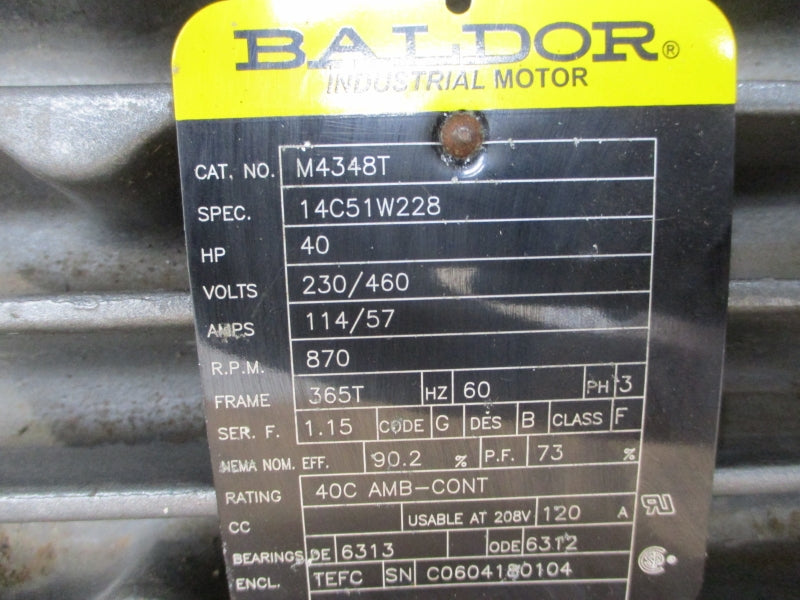 BALDOR®
INDUSTRIAL MOTOR
CAT. NO. M4348T
SPEC. 14C51W228
HP 40
VOLTS 230/460
AMPS 114/57
R.P.M. 870
FRAME 365T HZ 60 PH 3
SER. F. 1.15 CODE G DES B CLASS F
NEMA NOM. EFF. 90.2 % P.F. 73 %
RATING 40C AMB-CONT
CC USABLE AT 208V 120 A
BEARINGS DE 6313 ODE 6312
ENCL. TEFC SN C0604180104